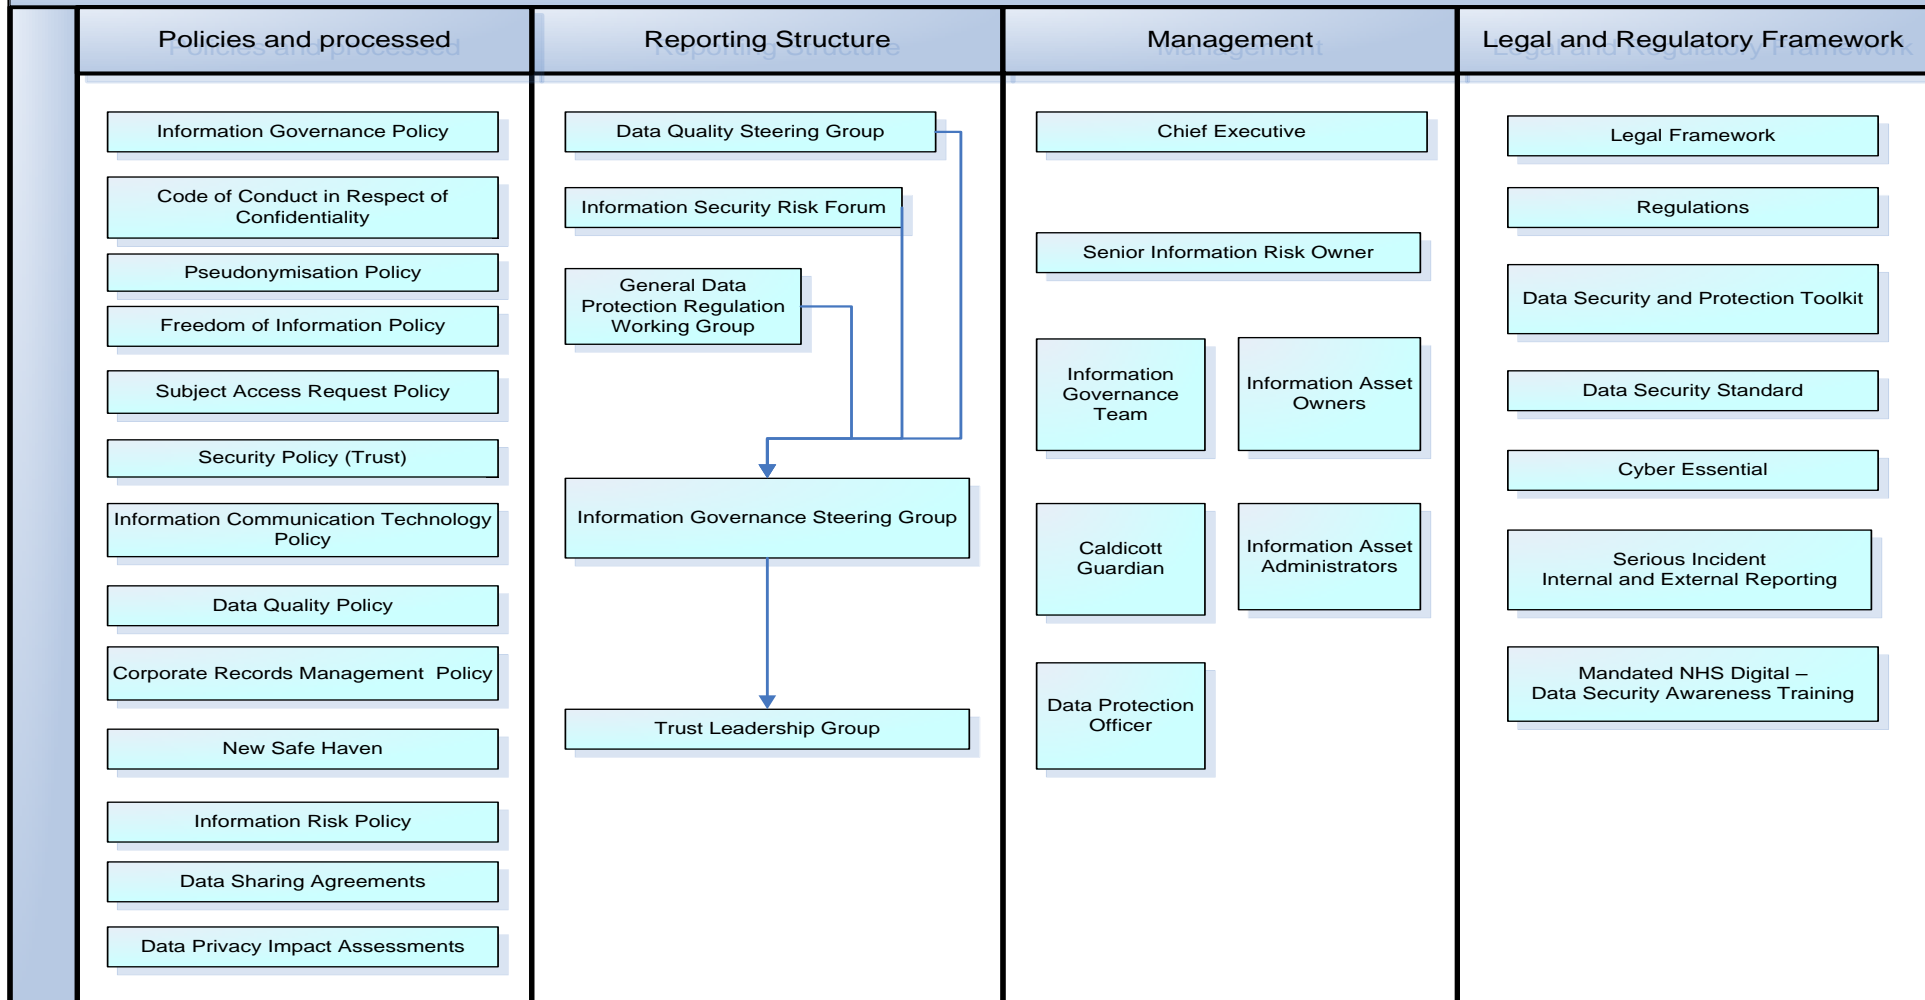 Policies and processed
Reporting Structure
Management
Legal and Regulatory Framework
Information Governance Policy
Code of Conduct in Respect of
Confidentiality
Pseudonymisation Policy
Freedom of Information Policy
Subject Access Request Policy
Security Policy (Trust)
Information Communication Technology
Policy
Data Quality Policy
Corporate Records Management  Policy
New Safe Haven
Information Risk Policy
Data Sharing Agreements
Data Privacy Impact Assessments
Data Quality Steering Group
Information Security Risk Forum
General Data
Protection Regulation
Working Group
Information Governance Steering Group
Trust Leadership Group
Chief Executive
Senior Information Risk Owner
Information
Governance
Team
Information Asset
Owners
Caldicott
Guardian
Information Asset
Administrators
Data Protection
Officer
Legal Framework
Regulations
Data Security and Protection Toolkit
Data Security Standard
Cyber Essential
Serious Incident
Internal and External Reporting
Mandated NHS Digital –
Data Security Awareness Training